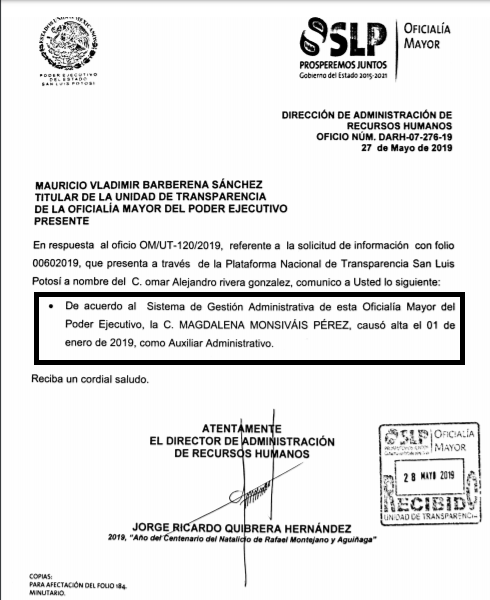 PODER EJECUTIVO
DEL ESTADO
SAN LUIS POTOSÍ
SLP
PROSPEREMOS JUNTOS
Gobierno del Estado 2015-2021
OFICIALÍA
MAYOR
DIRECCIÓN DE ADMINISTRACIÓN DE
RECURSOS HUMANOS
OFICIO NÚM. DARH-07-276-19
27 de Mayo de 2019
MAURICIO VLADIMIR BARBERENA SÁNCHEZ
TITULAR DE LA UNIDAD DE TRANSPARENCIA
DE LA OFICIALÍA MAYOR DEL PODER EJECUTIVO
PRESENTE
En respuesta al oficio OM/UT-120/2019, referente a la solicitud de información con folio
00602019, que presenta a través de la Plataforma Nacional de Transparencia San Luis
Potosí a nombre del C. omar Alejandro rivera gonzalez, comunico a Usted lo siguiente:
• De acuerdo al Sistema de Gestión Administrativa de esta Oficialía Mayor del
Poder Ejecutivo, la C. MAGDALENA MONSIVÁIS PÉREZ, causó alta el 01 de
enero de 2019, como Auxiliar Administrativo.
Reciba un cordial saludo.
ATENTAMENTE
EL DIRECTOR DE ADMINISTRACIÓN
DE RECURSOS HUMANOS
JORGE RICARDO QUIBRERA HERNÁNDEZ
2019, "Año del Centenario del Natalicio de Rafael Montejano y Aguiñaga"
SLP
OFICIALÍA
MAYOR
28 MAYO 2019
RECIBID
UNIDAD DE TRANSPARENCIA
COPIAS:
PARA AFECTACIÓN DEL FOLIO 184.
MINUTARIO.